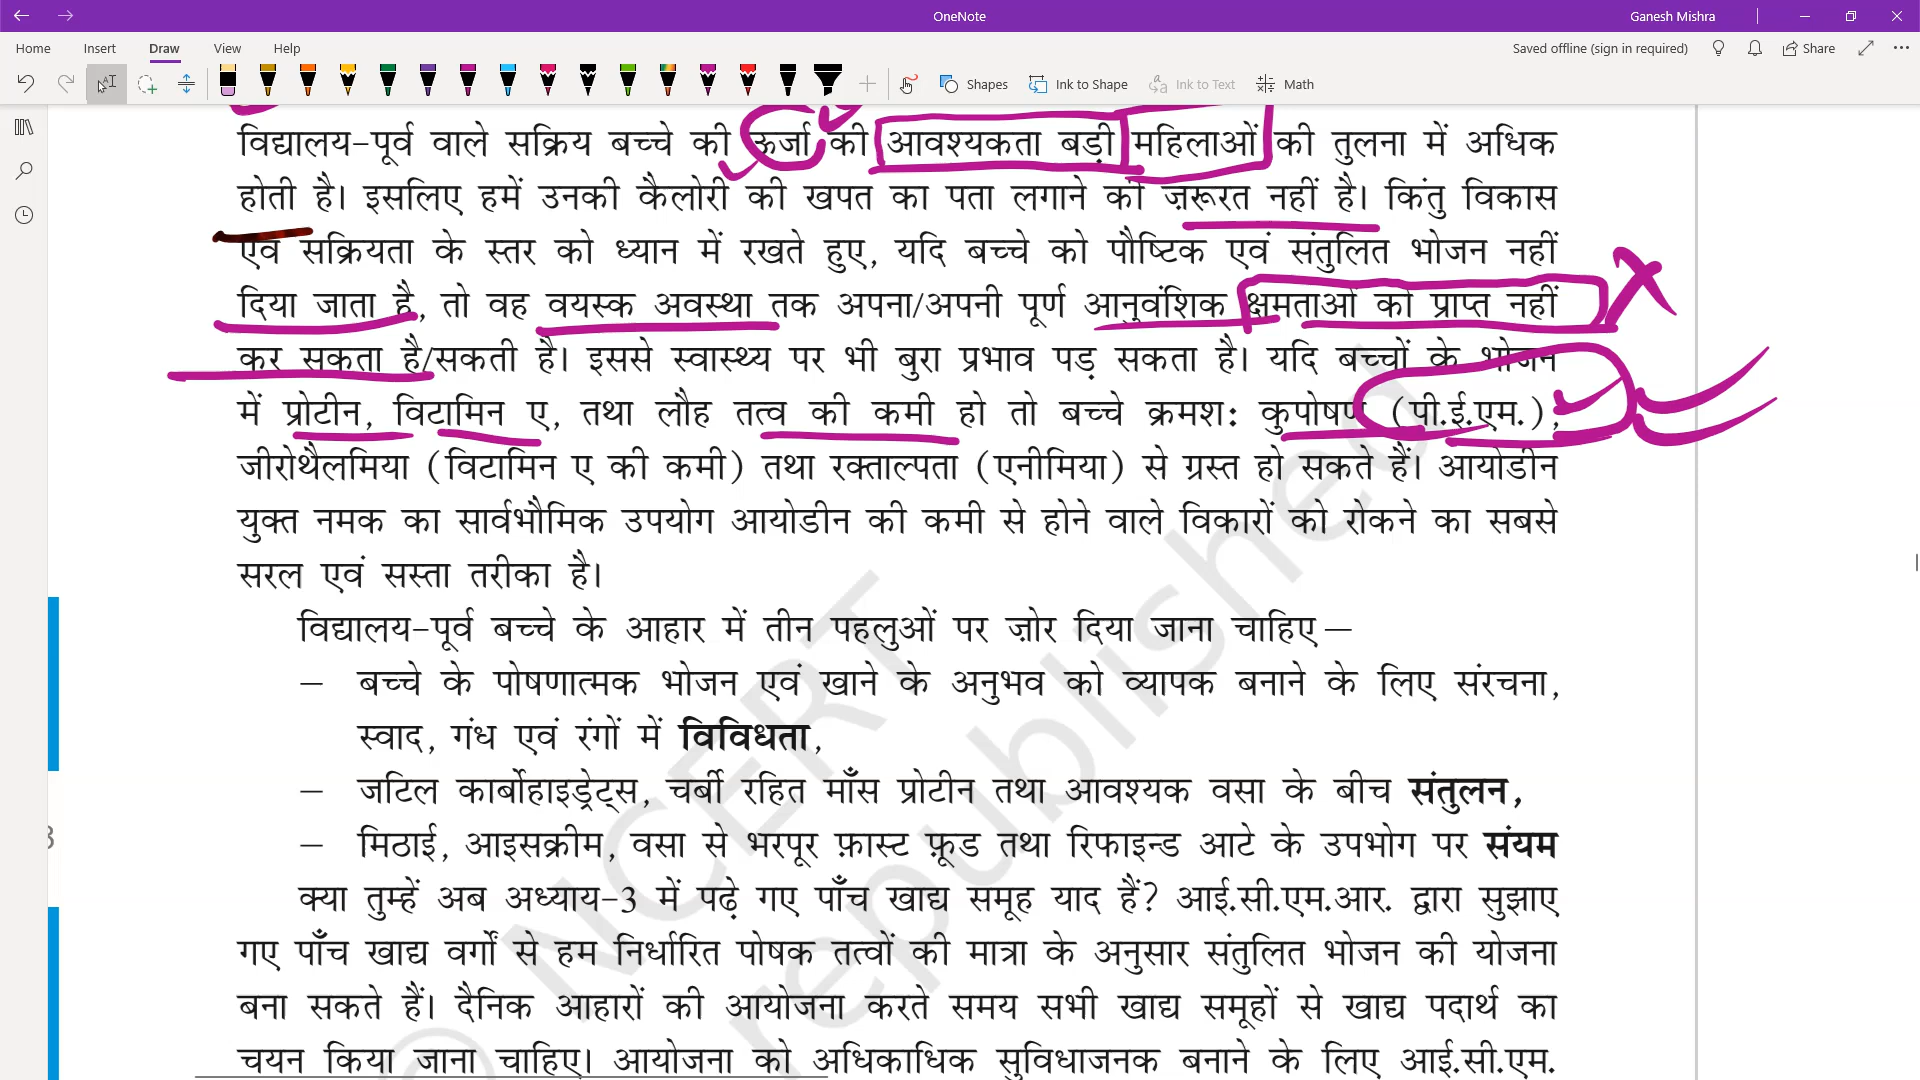 OneNote
Ganesh Mishra
Home Insert Draw View Help
Saved offline (sign in required) Share
Shapes Ink to Shape Ink to Text Math
विद्यालय-पूर्व वाले सक्रिय बच्चे की ऊर्जा की आवश्यकता बड़ी महिलाओं की तुलना में अधिक
होती है। इसलिए हमें उनकी कैलोरी की खपत का पता लगाने की ज़रूरत नहीं है। किंतु विकास
एवं सक्रियता के स्तर को ध्यान में रखते हुए, यदि बच्चे को पौष्टिक एवं संतुलित भोजन नहीं
दिया जाता है, तो वह वयस्क अवस्था तक अपना/अपनी पूर्ण आनुवंशिक क्षमताओं को प्राप्त नहीं
कर सकता है/सकती है। इससे स्वास्थ्य पर भी बुरा प्रभाव पड़ सकता है। यदि बच्चों के भोजन
में प्रोटीन, विटामिन ए, तथा लौह तत्व की कमी हो तो बच्चे क्रमश: कुपोषण (पी.ई.एम.),
जीरोथैलमिया (विटामिन ए की कमी) तथा रक्ताल्पता (एनीमिया) से ग्रस्त हो सकते हैं। आयोडीन
युक्त नमक का सार्वभौमिक उपयोग आयोडीन की कमी से होने वाले विकारों को रोकने का सबसे
सरल एवं सस्ता तरीका है।
विद्यालय-पूर्व बच्चे के आहार में तीन पहलुओं पर ज़ोर दिया जाना चाहिए—
— बच्चे के पोषणात्मक भोजन एवं खाने के अनुभव को व्यापक बनाने के लिए संरचना,
स्वाद, गंध एवं रंगों में विविधता,
— जटिल कार्बोहाइड्रेट्स, चर्बी रहित माँस प्रोटीन तथा आवश्यक वसा के बीच संतुलन,
— मिठाई, आइसक्रीम, वसा से भरपूर फ़ास्ट फ़ूड तथा रिफाइन्ड आटे के उपभोग पर संयम
क्या तुम्हें अब अध्याय-3 में पढ़े गए पाँच खाद्य समूह याद हैं? आई.सी.एम.आर. द्वारा सुझाए
गए पाँच खाद्य वर्गों से हम निर्धारित पोषक तत्वों की मात्रा के अनुसार संतुलित भोजन की योजना
बना सकते हैं। दैनिक आहारों की आयोजना करते समय सभी खाद्य समूहों से खाद्य पदार्थ का
चयन किया जाना चाहिए। आयोजना को अधिकाधिक सुविधाजनक बनाने के लिए आई.सी.एम.
© NCERT
republished